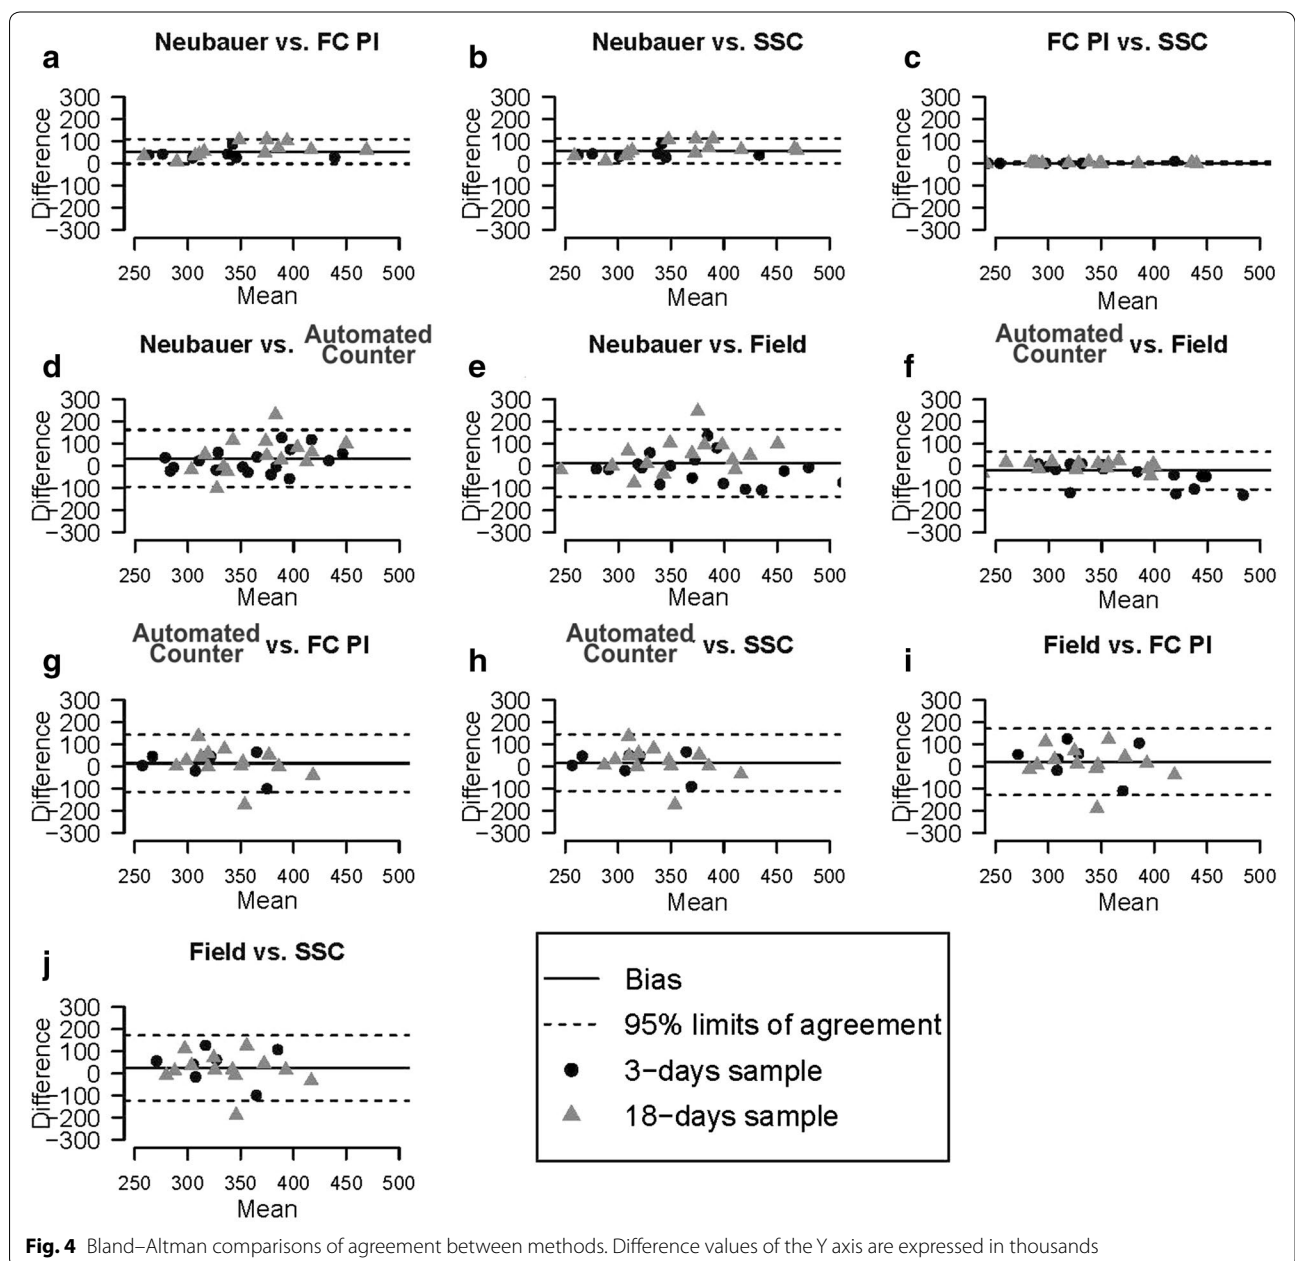 a
Neubauer vs. FC PI
300
200
100
0
−100
−200
−300
Difference
250 300 350 400 450 500
Mean
b
Neubauer vs. SSC
300
200
100
0
−100
−200
−300
Difference
250 300 350 400 450 500
Mean
c
FC PI vs. SSC
300
200
100
0
−100
−200
−300
Difference
250 300 350 400 450 500
Mean
d
Neubauer vs. Automated
Counter
300
200
100
0
−100
−200
−300
Difference
250 300 350 400 450 500
Mean
e
Neubauer vs. Field
300
200
100
0
−100
−200
−300
Difference
250 300 350 400 450 500
Mean
f
Automated
Counter vs. Field
300
200
100
0
−100
−200
−300
Difference
250 300 350 400 450 500
Mean
g
Automated
Counter vs. FC PI
300
200
100
0
−100
−200
−300
Difference
250 300 350 400 450 500
Mean
h
Automated
Counter vs. SSC
300
200
100
0
−100
−200
−300
Difference
250 300 350 400 450 500
Mean
i
Field vs. FC PI
300
200
100
0
−100
−200
−300
Difference
250 300 350 400 450 500
Mean
j
Field vs. SSC
300
200
100
0
−100
−200
−300
Difference
250 300 350 400 450 500
Mean
Bias
95% limits of agreement
3−days sample
18−days sample
Fig. 4 Bland–Altman comparisons of agreement between methods. Difference values of the Y axis are expressed in thousands